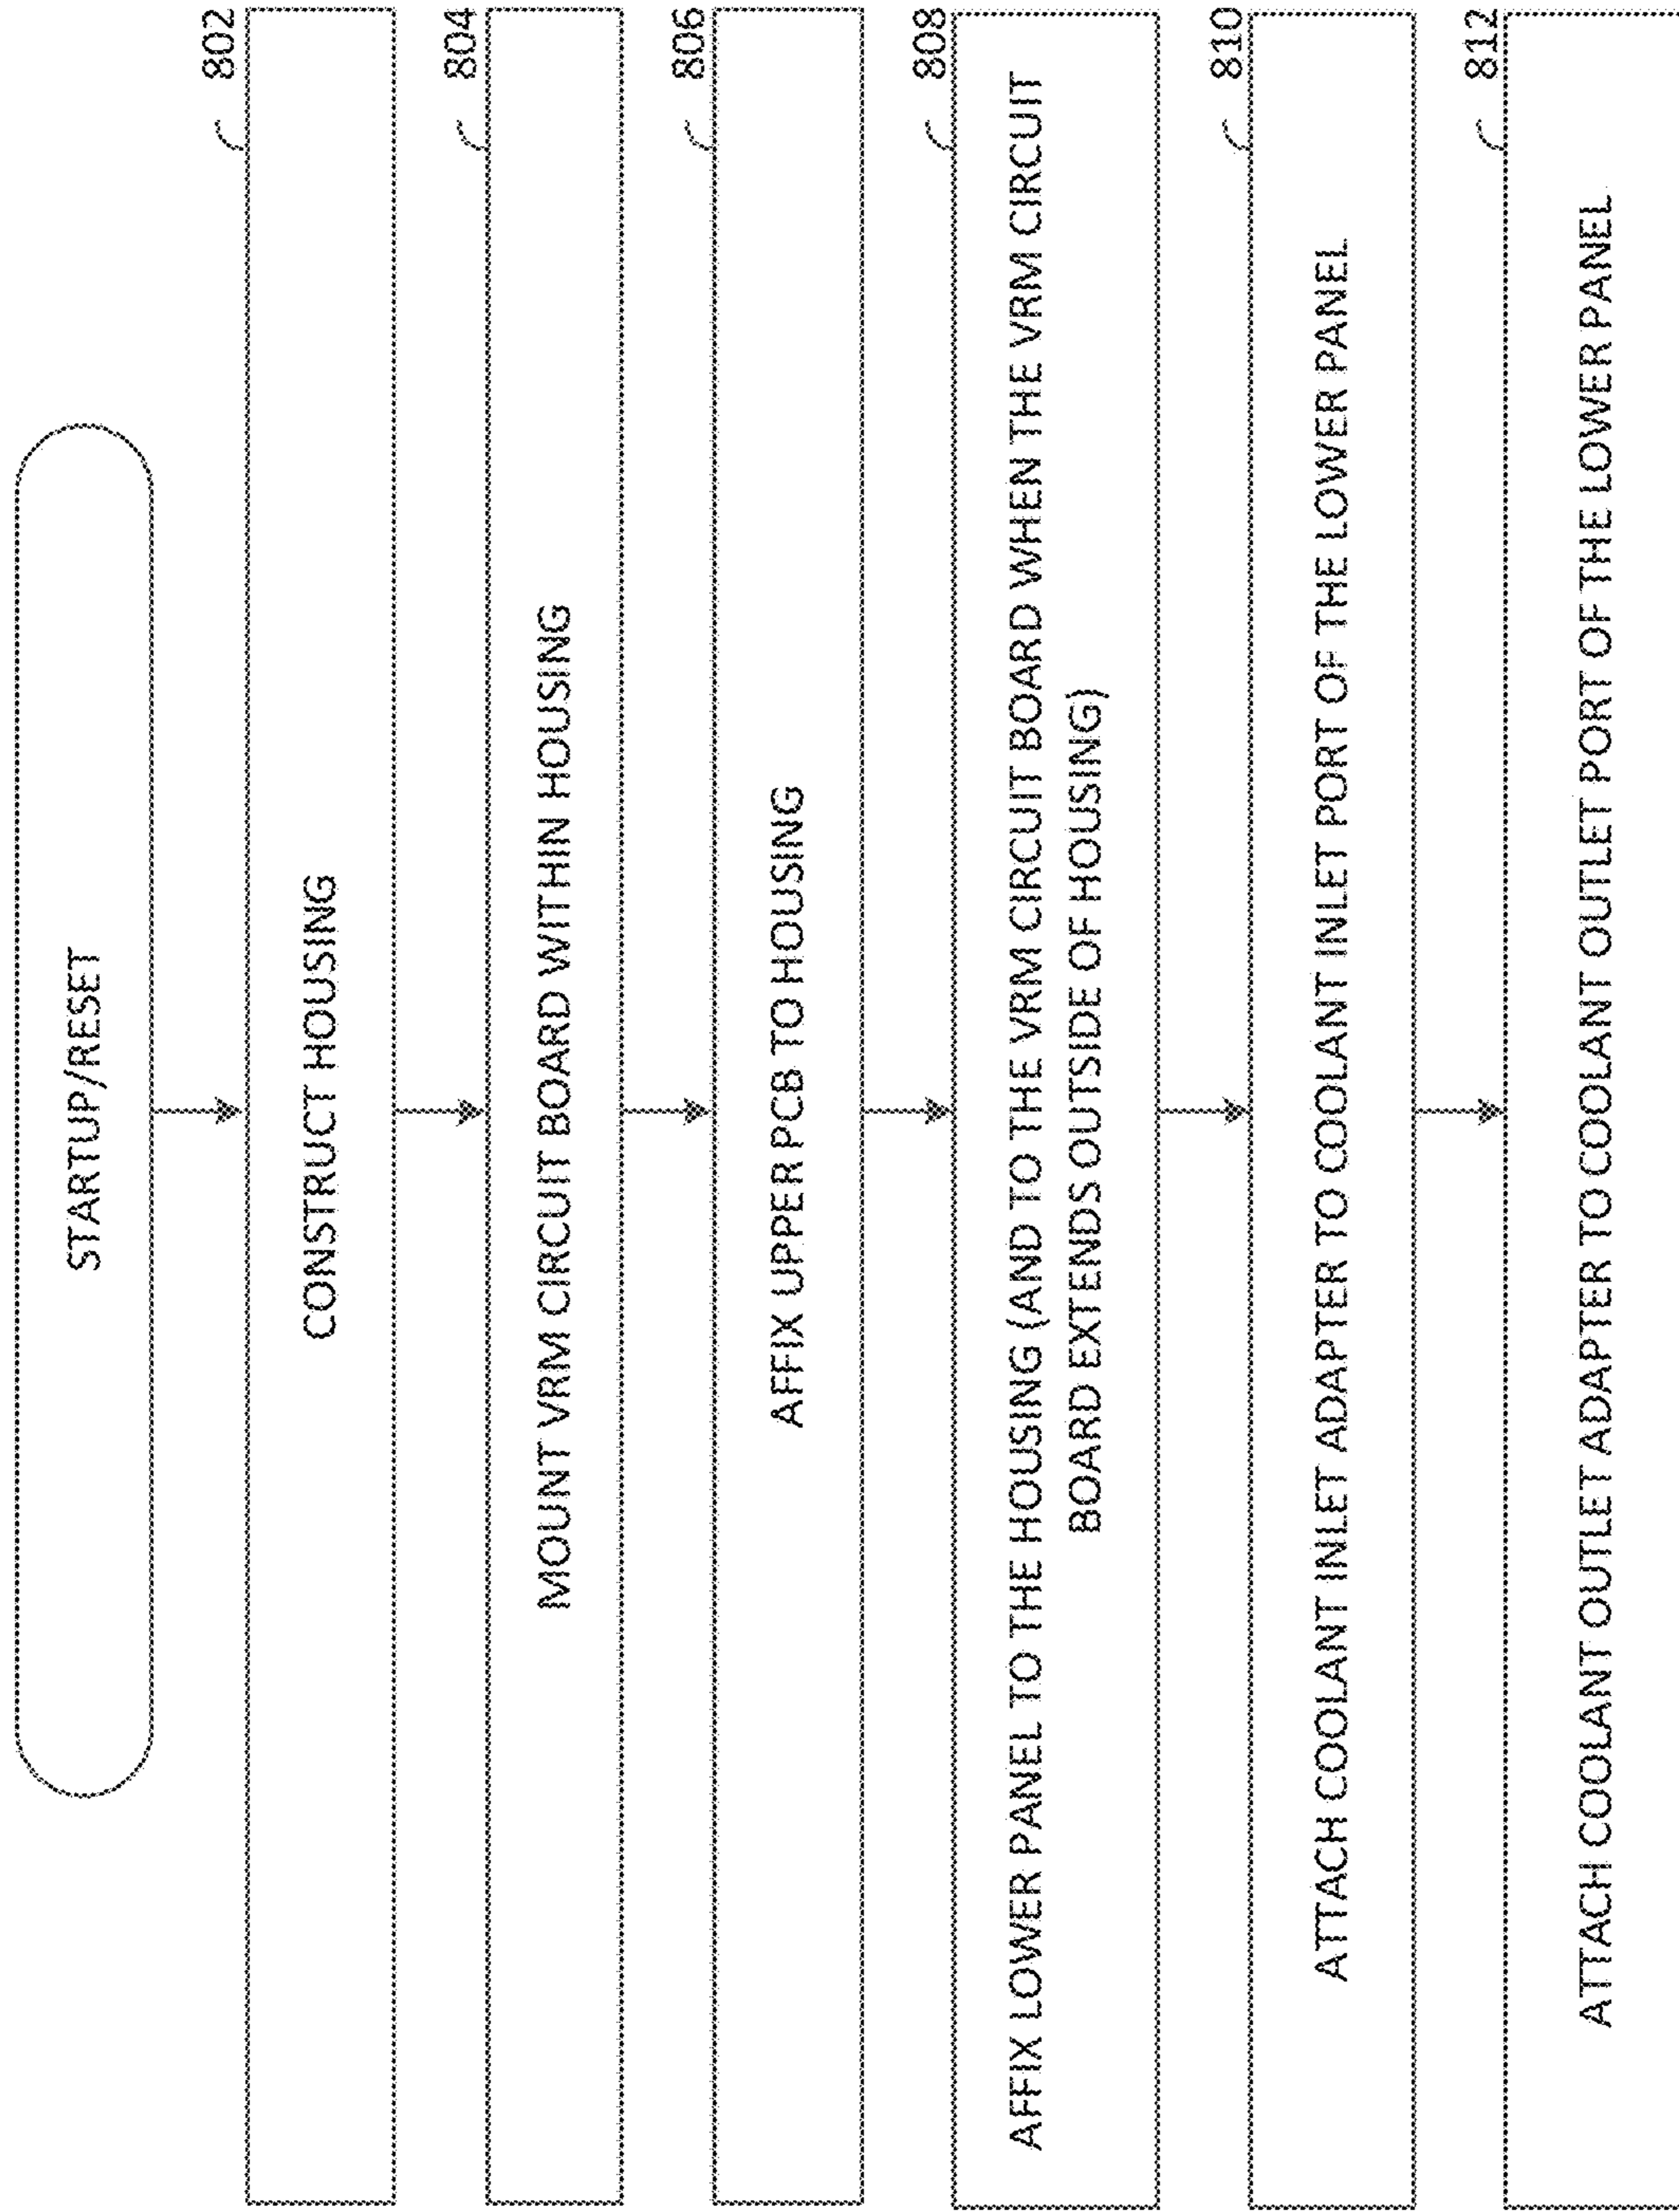 STARTUP/RESET
802
CONSTRUCT HOUSING
804
MOUNT VRM CIRCUIT BOARD WITHIN HOUSING
806
AFFIX UPPER PCB TO HOUSING
808
AFFIX LOWER PANEL TO THE HOUSING (AND TO THE VRM CIRCUIT BOARD WHEN THE VRM CIRCUIT
BOARD EXTENDS OUTSIDE OF HOUSING)
810
ATTACH COOLANT INLET ADAPTER TO COOLANT INLET PORT OF THE LOWER PANEL
812
ATTACH COOLANT OUTLET ADAPTER TO COOLANT OUTLET PORT OF THE LOWER PANEL